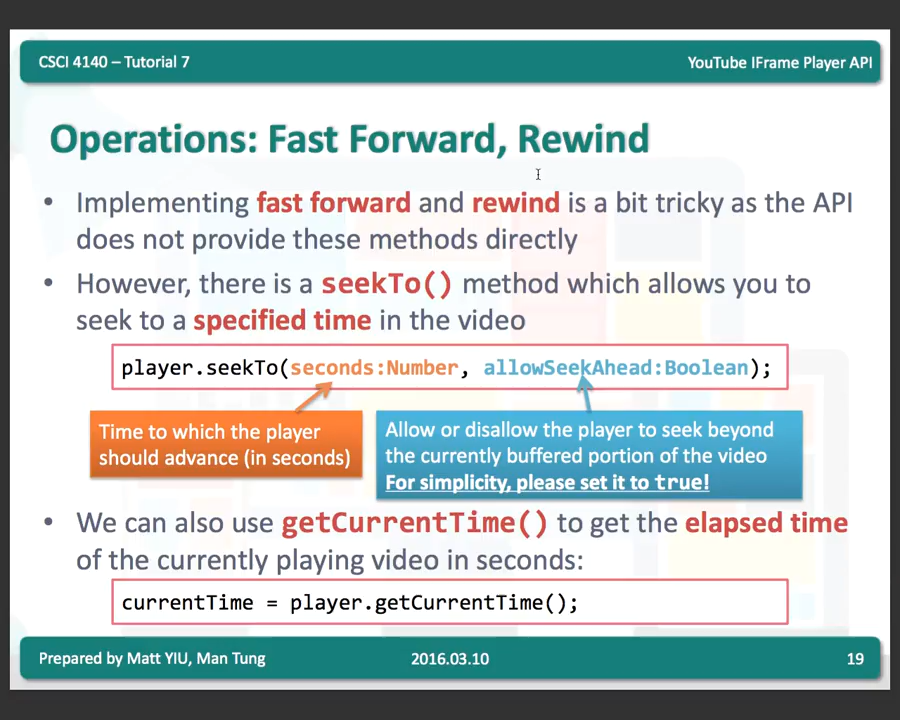 CSCI 4140 – Tutorial 7
YouTube IFrame Player API
Operations: Fast Forward, Rewind
• Implementing fast forward and rewind is a bit tricky as the API
does not provide these methods directly
• However, there is a seekTo() method which allows you to
seek to a specified time in the video
player.seekTo(seconds:Number, allowSeekAhead:Boolean);
Time to which the player
should advance (in seconds)
Allow or disallow the player to seek beyond
the currently buffered portion of the video
For simplicity, please set it to true!
• We can also use getCurrentTime() to get the elapsed time
of the currently playing video in seconds:
currentTime = player.getCurrentTime();
Prepared by Matt YIU, Man Tung
2016.03.10
19